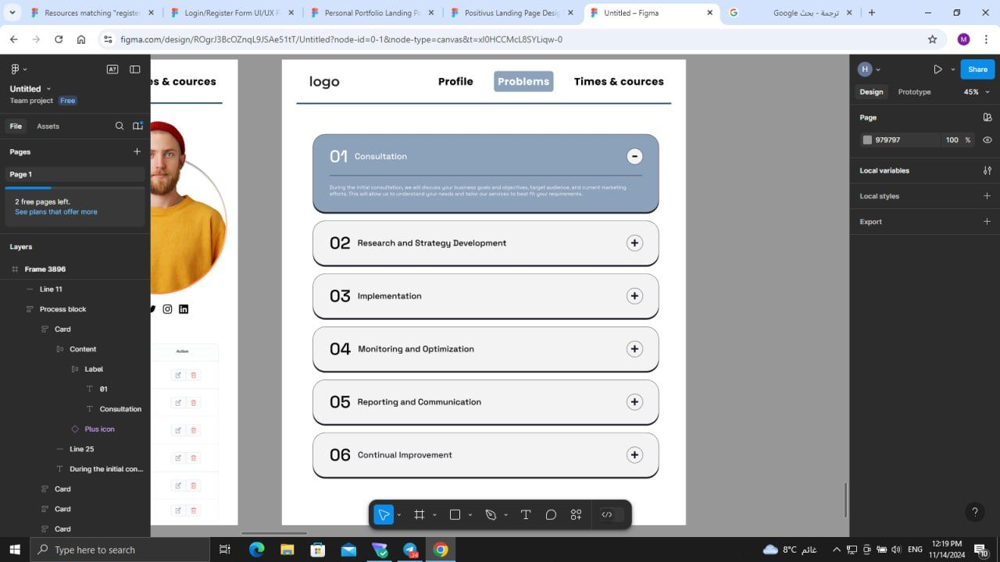 Resources matching "register
Login/Register Form UI/UX F
Personal Portfolio Landing Pa
Positivus Landing Page Desig
Untitled – Figma
ترجمة - بحث Google
figma.com/design/ROgrJ3BcOZnqL9JSAe51tT/Untitled?node-id=0-1&node-type=canvas&t=xI0HCCMcL8SYLiqw-0
M
A?
Untitled
Team project Free
File Assets
Pages
Page 1
2 free pages left.
See plans that offer more
Layers
Frame 3896
Line 11
Process block
Card
Content
Label
01
Consultation
Plus icon
Line 25
During the initial con...
Card
Card
Card
es & cources
Action
logo
Profile
Problems
Times & cources
01 Consultation
During the initial consultation, we will discuss your business goals and objectives, target audience, and current marketing
efforts. This will allow us to understand your needs and tailor our services to best fit your requirements.
02 Research and Strategy Development
03 Implementation
04 Monitoring and Optimization
05 Reporting and Communication
06 Continual Improvement
H
Share
Design Prototype 45%
Page
979797 100 %
Local variables
Local styles
Export
?
Type here to search
24
8°C غائم
ENG
12:19 PM
11/14/2024